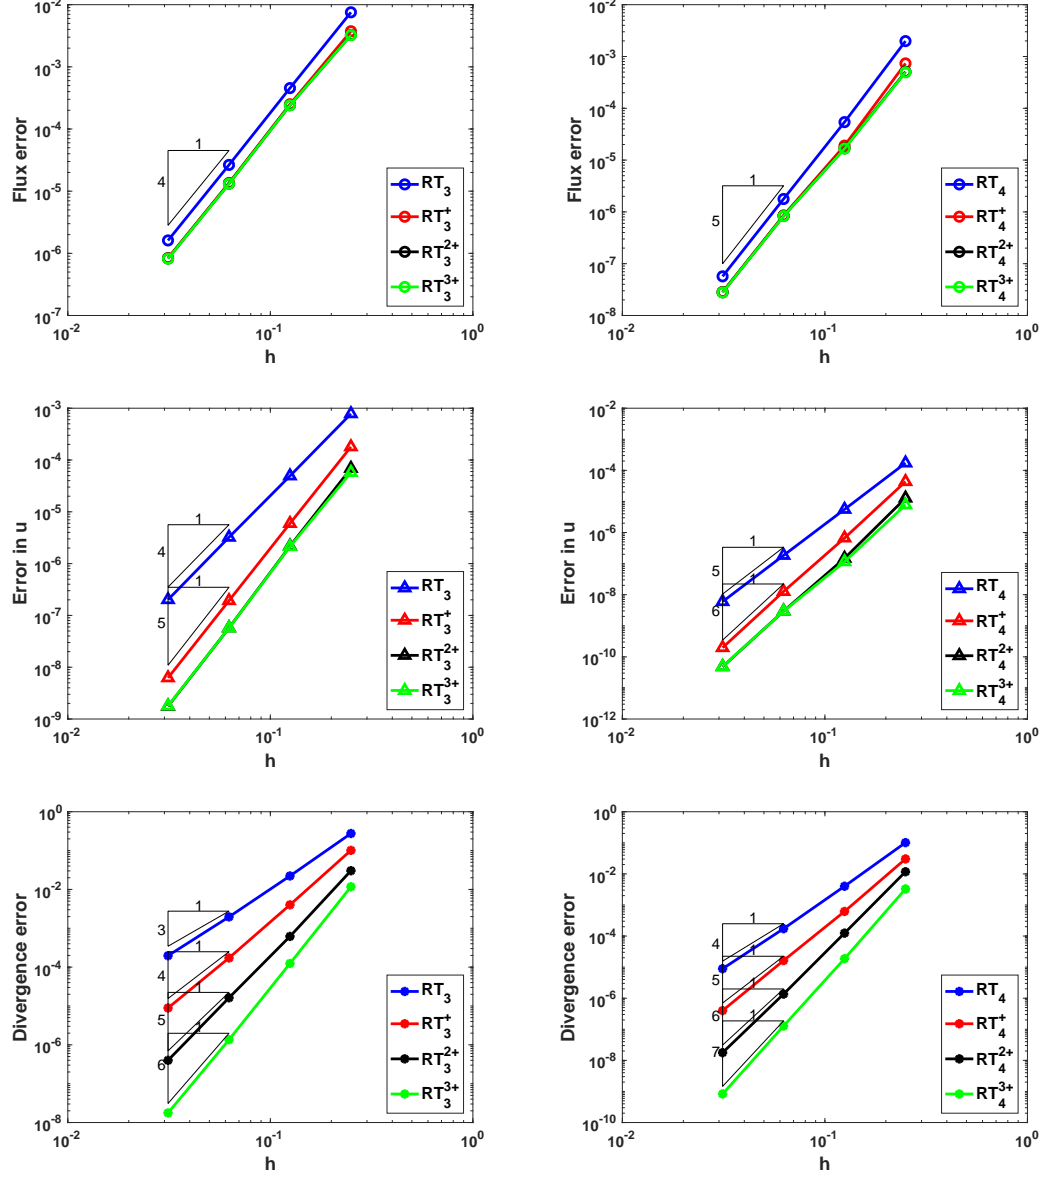 10^-2
10^-3
10^-4
10^-5
10^-6
10^-7
Flux error
1
4
RT_3
RT_3^+
RT_3^2+
RT_3^3+
10^-2
10^-1
10^0
h
10^-2
10^-3
10^-4
10^-5
10^-6
10^-7
10^-8
Flux error
1
5
RT_4
RT_4^+
RT_4^2+
RT_4^3+
10^-2
10^-1
10^0
h
10^-3
10^-4
10^-5
10^-6
10^-7
10^-8
10^-9
Error in u
1
4
1
5
RT_3
RT_3^+
RT_3^2+
RT_3^3+
10^-2
10^-1
10^0
h
10^-2
10^-4
10^-6
10^-8
10^-10
10^-12
Error in u
1
5
1
6
RT_4
RT_4^+
RT_4^2+
RT_4^3+
10^-2
10^-1
10^0
h
10^0
10^-2
10^-4
10^-6
10^-8
Divergence error
1
3
1
4
1
5
1
6
RT_3
RT_3^+
RT_3^2+
RT_3^3+
10^-2
10^-1
10^0
h
10^0
10^-2
10^-4
10^-6
10^-8
10^-10
Divergence error
1
4
1
5
1
6
1
7
RT_4
RT_4^+
RT_4^2+
RT_4^3+
10^-2
10^-1
10^0
h